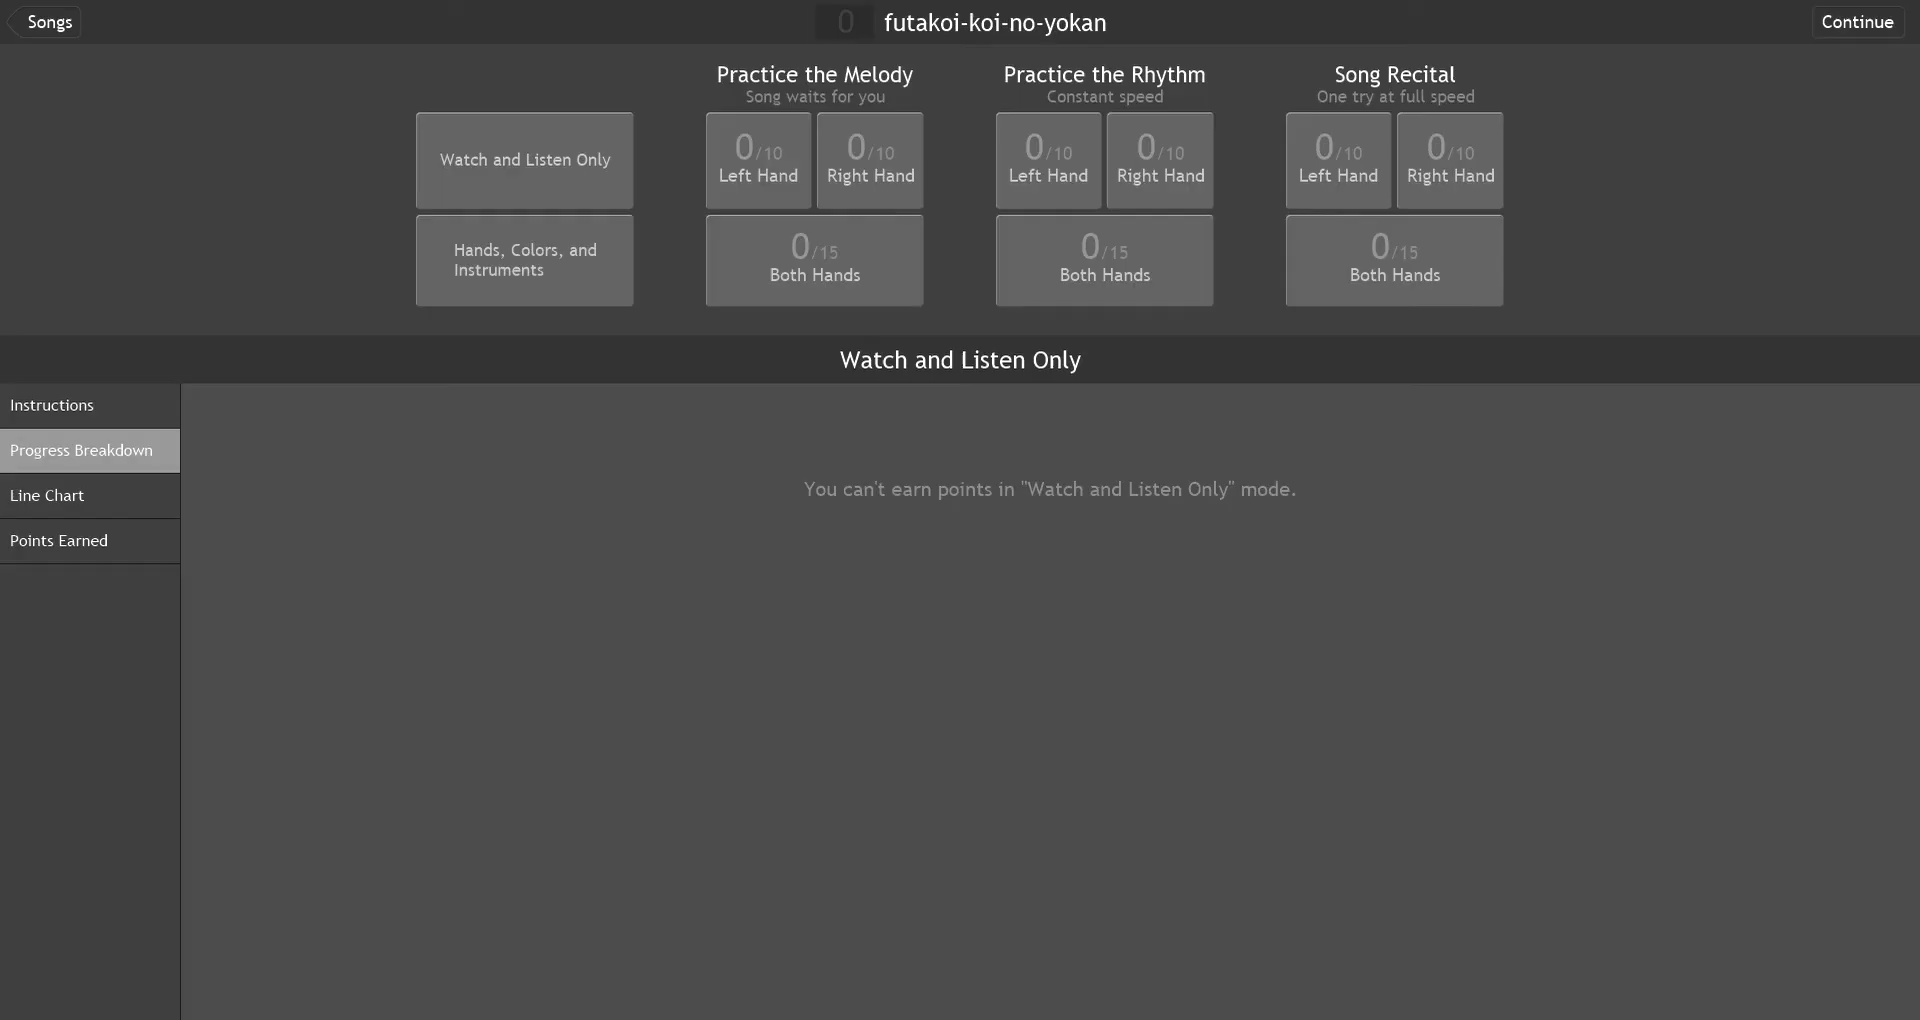 Songs
0 futakoi-koi-no-yokan
Continue
Practice the Melody
Song waits for you
Practice the Rhythm
Constant speed
Song Recital
One try at full speed
Watch and Listen Only
0/10
Left Hand
0/10
Right Hand
0/10
Left Hand
0/10
Right Hand
0/10
Left Hand
0/10
Right Hand
Hands, Colors, and
Instruments
0/15
Both Hands
0/15
Both Hands
0/15
Both Hands
Watch and Listen Only
Instructions
Progress Breakdown
Line Chart
Points Earned
You can't earn points in "Watch and Listen Only" mode.